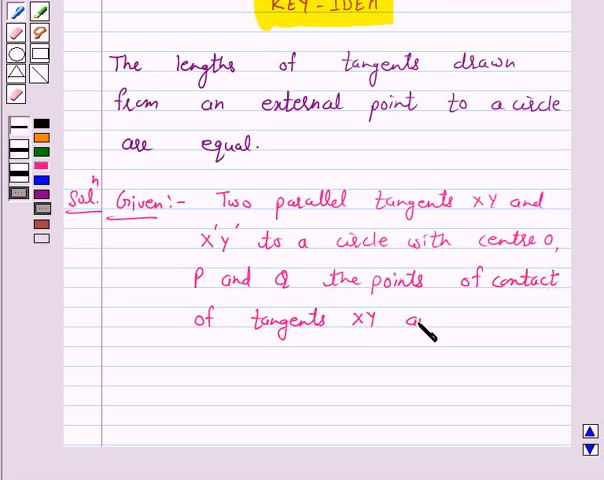 KEY-IDEA
The lengths of tangents drawn
from an external point to a circle
are equal.
Solⁿ Given:- Two parallel tangents XY and
X'Y' to a circle with centre O,
P and Q the points of contact
of tangents XY a